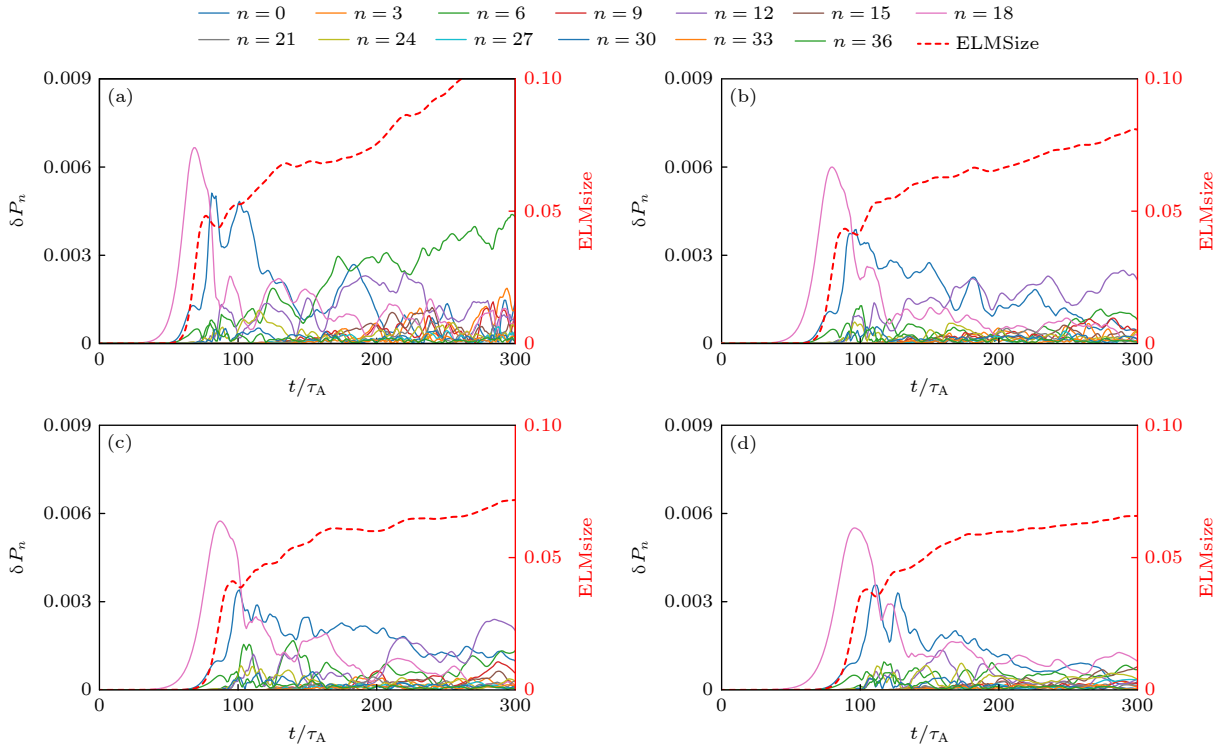 n = 0 n = 3 n = 6 n = 9 n = 12 n = 15 n = 18
n = 21 n = 24 n = 27 n = 30 n = 33 n = 36 ELMSize
(a)
0.009
0.006
0.003
0
δPₙ
0 100 200 300
t/τ_A
0.10
0.05
0
ELMsize
(b)
0.009
0.006
0.003
0
δPₙ
0 100 200 300
t/τ_A
0.10
0.05
0
ELMsize
(c)
0.009
0.006
0.003
0
δPₙ
0 100 200 300
t/τ_A
0.10
0.05
0
ELMsize
(d)
0.009
0.006
0.003
0
δPₙ
0 100 200 300
t/τ_A
0.10
0.05
0
ELMsize